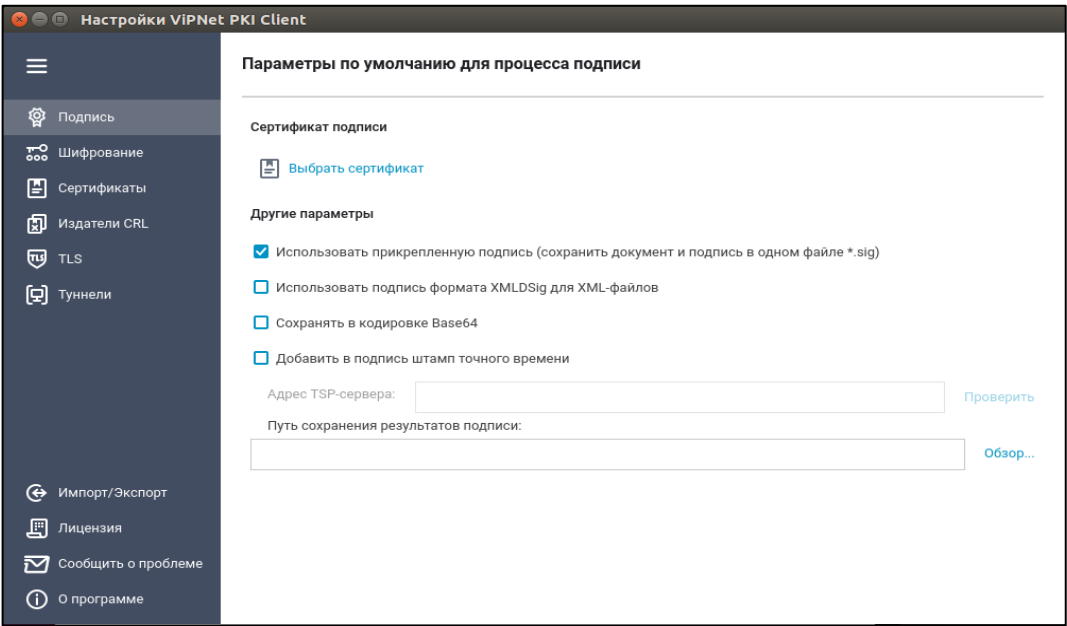 Настройки ViPNet PKI Client
Параметры по умолчанию для процесса подписи
Подпись
Шифрование
Сертификаты
Издатели CRL
TLS
TLS
Туннели
Импорт/Экспорт
Лицензия
Сообщить о проблеме
О программе
Сертификат подписи
Выбрать сертификат
Другие параметры
Использовать прикрепленную подпись (сохранить документ и подпись в одном файле *.sig)
Использовать подпись формата XMLDSig для XML-файлов
Сохранять в кодировке Base64
Добавить в подпись штамп точного времени
Адрес TSP-сервера:
Проверить
Путь сохранения результатов подписи:
Обзор...